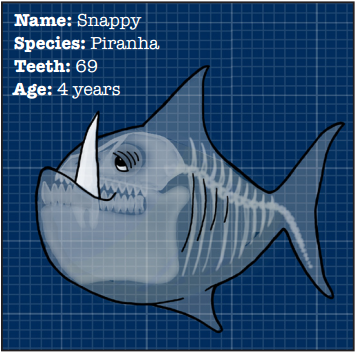 Name: Snappy
Species: Piranha
Teeth: 69
Age: 4 years